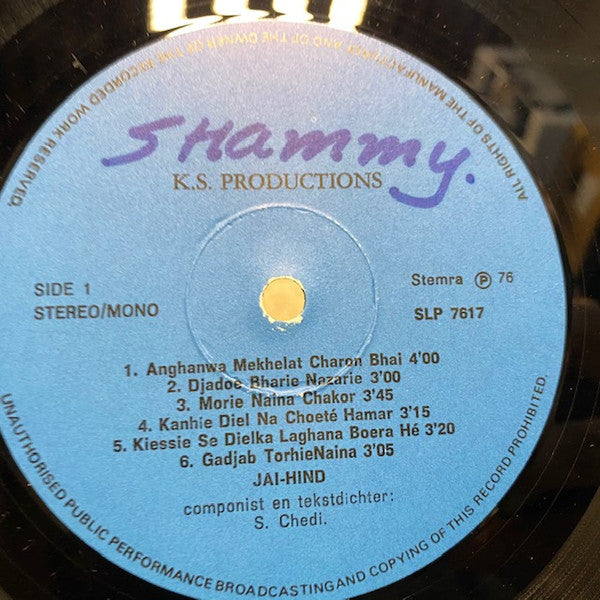 ALL RIGHTS OF THE MANUFACTURER AND OF THE OWNER OF THE RECORDED WORK RESERVED.
SHammy.
K.S. PRODUCTIONS
SIDE 1
STEREO/MONO
Stemra Ⓟ 76
SLP 7617
1. Anghanwa Mekhelat Charon Bhai 4'00
2. Djadoe Bharie Nazarie 3'00
3. Morie Naina Chakor 3'45
4. Kanhie Diel Na Choeté Hamar 3'15
5. Kiessie Se Dielka Laghana Boera Hé 3'20
6. Gadjab TorhieNaina 3'05
JAI-HIND
componist en tekstdichter:
S. Chedi.
UNAUTHORISED PUBLIC PERFORMANCE BROADCASTING AND COPYING OF THIS RECORD PROHIBITED.